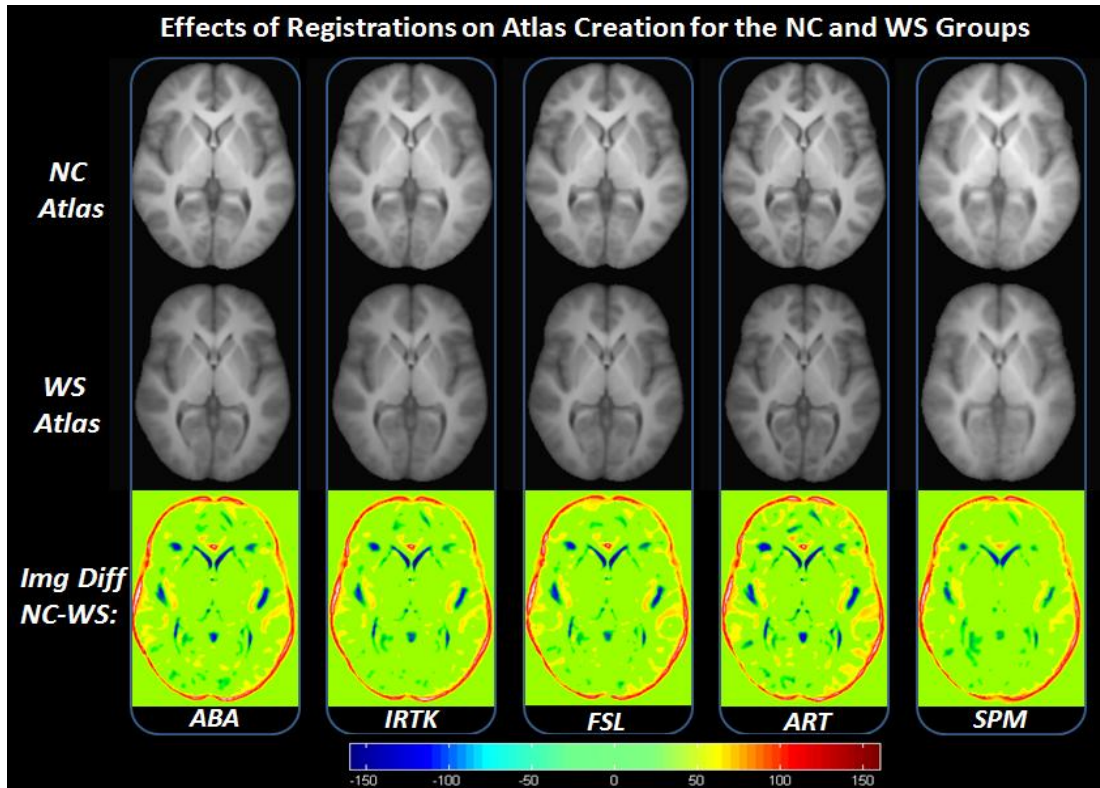 Effects of Registrations on Atlas Creation for the NC and WS Groups
NC
Atlas
WS
Atlas
Img Diff
NC-WS:
ABA IRTK FSL ART SPM
-150 -100 -50 0 50 100 150